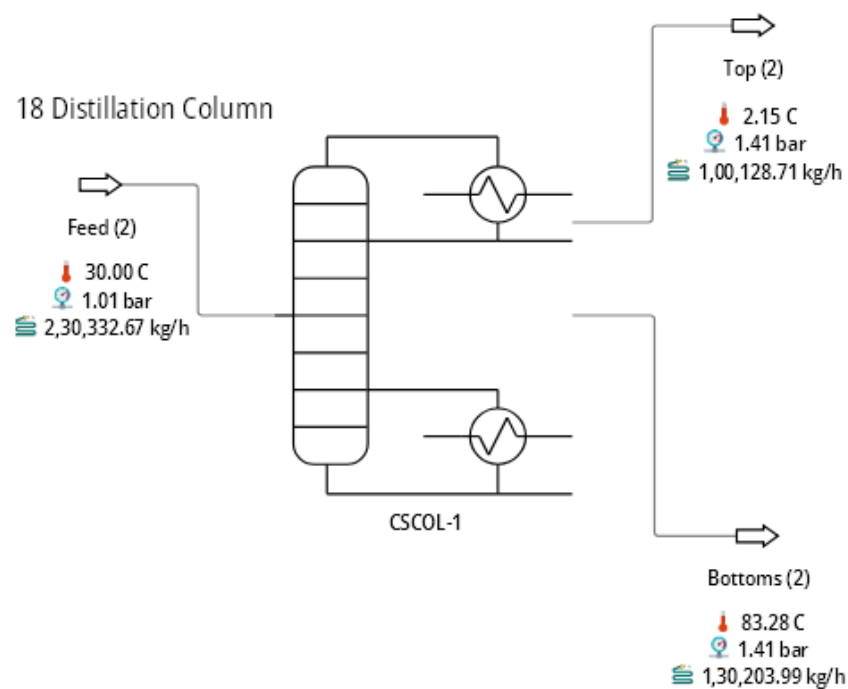 18 Distillation Column
Feed (2)
30.00 C
1.01 bar
2,30,332.67 kg/h
Top (2)
2.15 C
1.41 bar
1,00,128.71 kg/h
CSCOL-1
Bottoms (2)
83.28 C
1.41 bar
1,30,203.99 kg/h